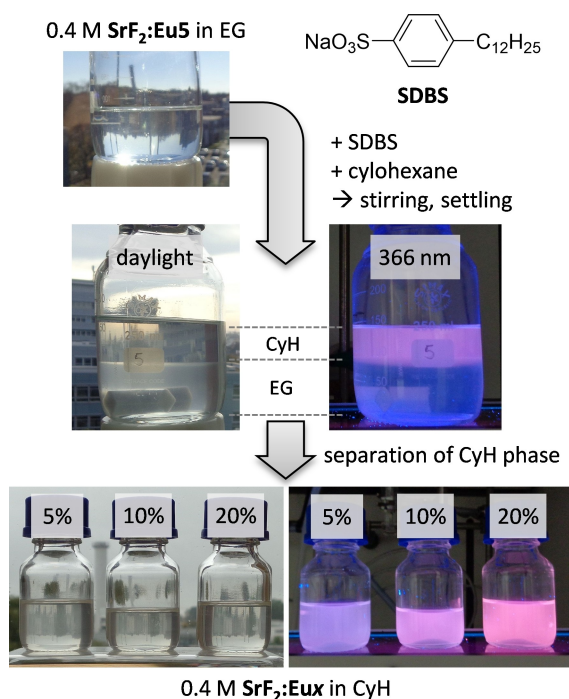 0.4 M SrF₂:Eu5 in EG
NaO₃S
C₁₂H₂₅
SDBS
+ SDBS
+ cylohexane
→ stirring, settling
daylight
366 nm
5
5
CyH
EG
separation of CyH phase
5%
10%
20%
5%
10%
20%
0.4 M SrF₂:Eux in CyH